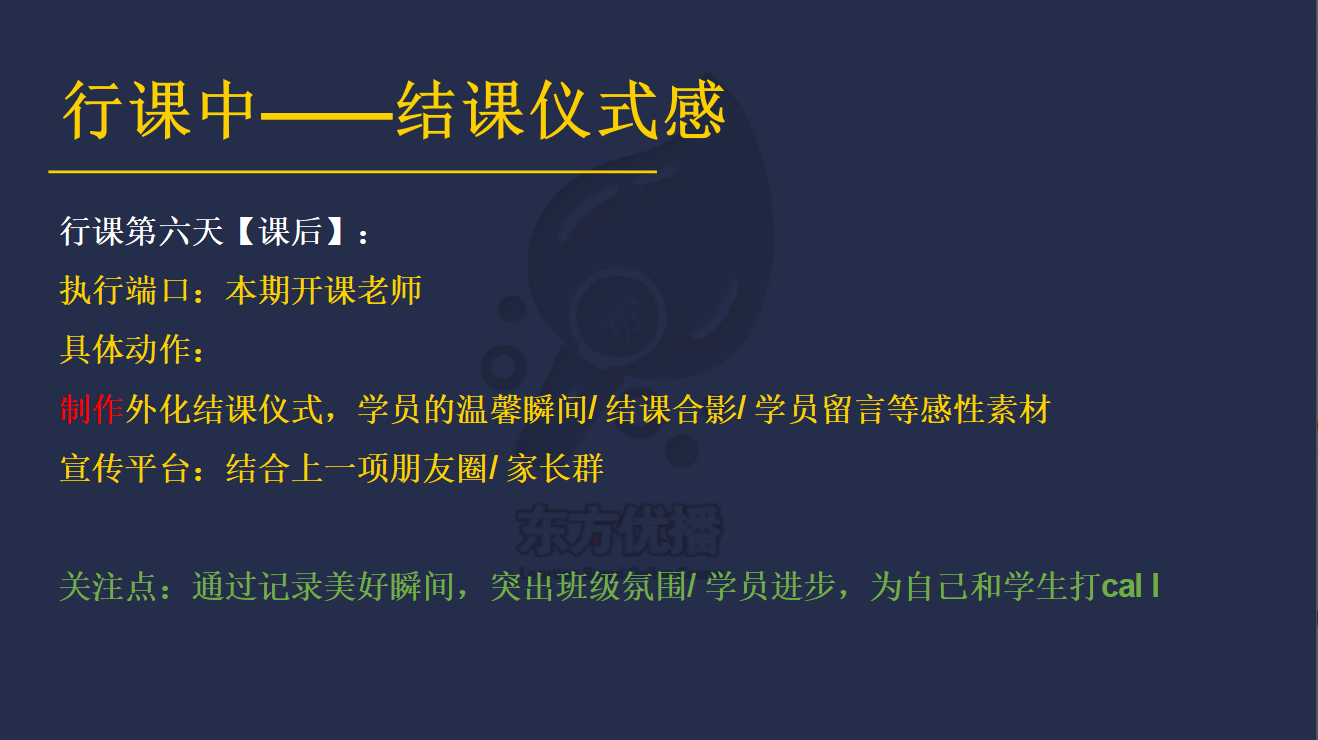 行课中——结课仪式感
行课第六天【课后】：
执行端口：本期开课老师
具体动作：
制作外化结课仪式，学员的温馨瞬间/ 结课合影/ 学员留言等感性素材
宣传平台：结合上一项朋友圈/ 家长群
东方优播
关注点：通过记录美好瞬间，突出班级氛围/ 学员进步，为自己和学生打cal l